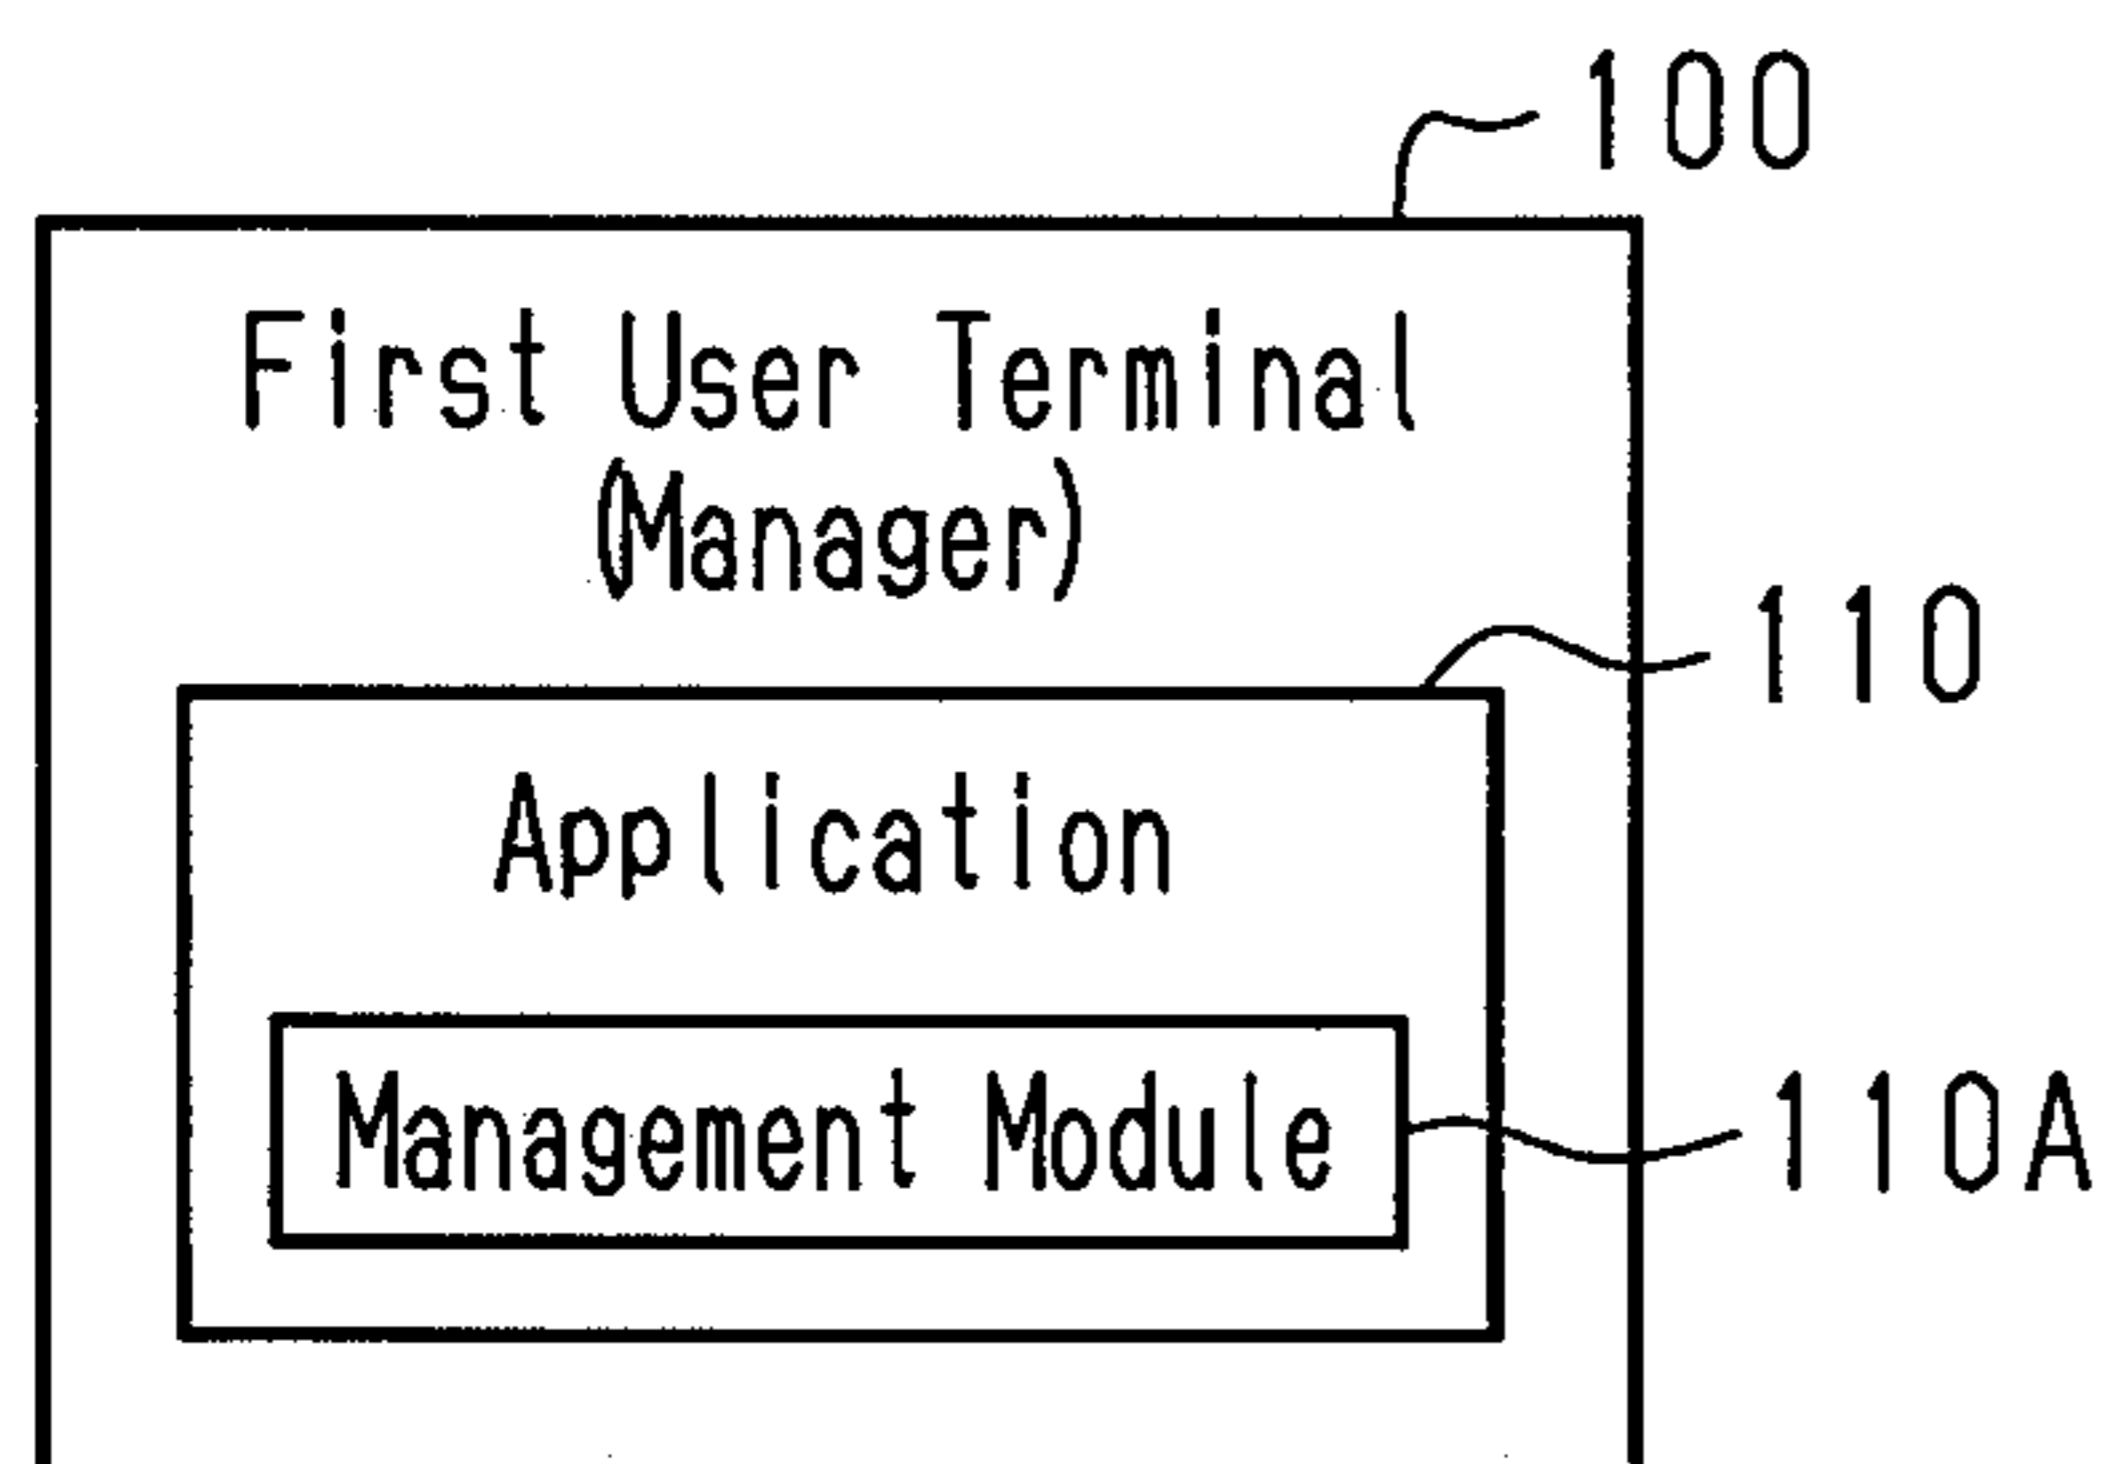 100
First User Terminal
(Manager)
110
Application
Management Module
110A